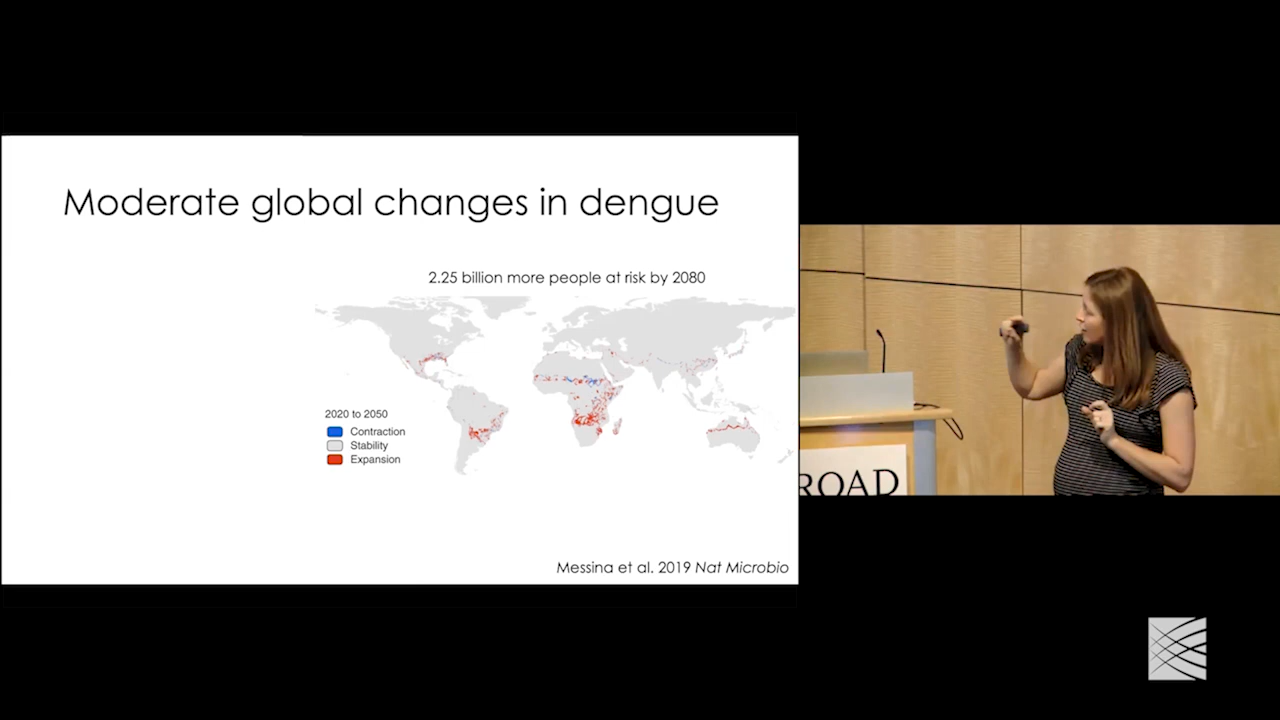 Moderate global changes in dengue
2.25 billion more people at risk by 2080
2020 to 2050
Contraction
Stability
Expansion
Messina et al. 2019 Nat Microbio
ROAD